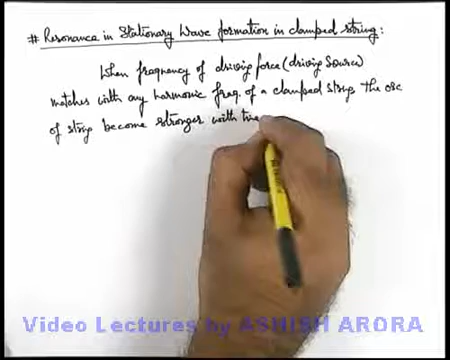 # Resonance in Stationary Wave formation in clamped string :
When frequency of driving force (driving source)
matches with any harmonic freq. of a clamped string the osc
of string become stronger with time
Video Lectures by ASHISH ARORA